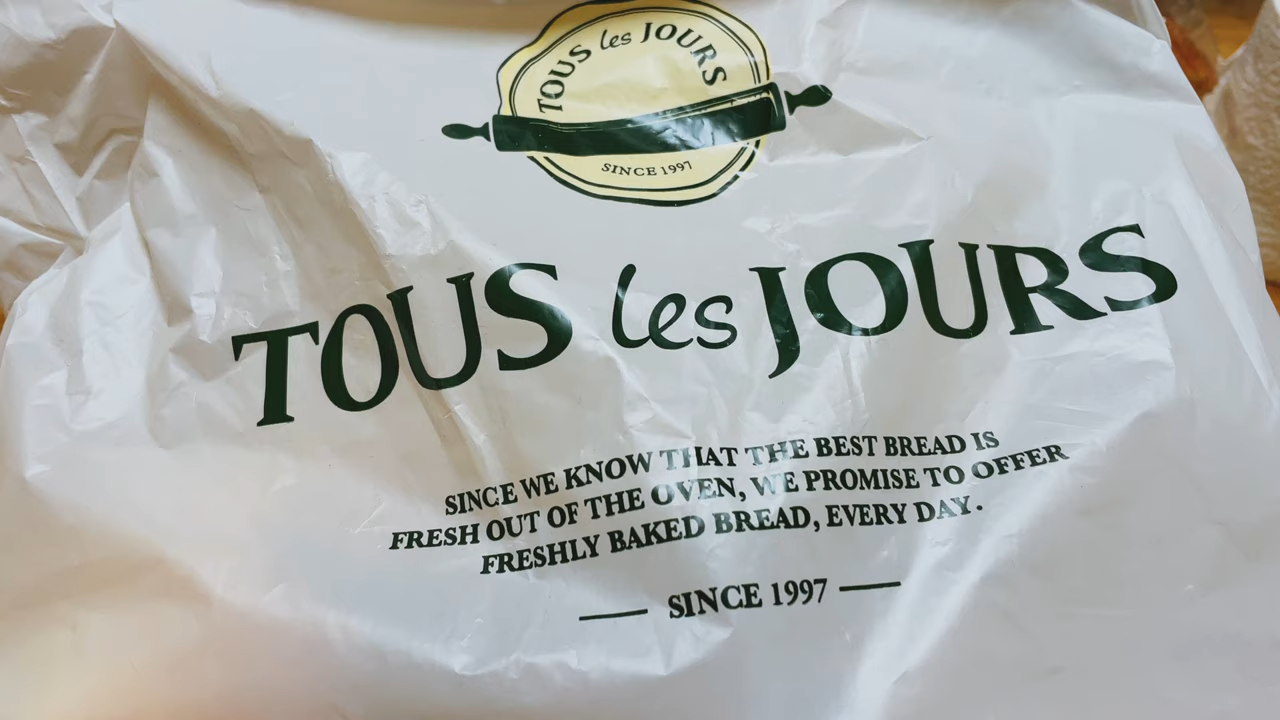 TOUS les JOURS
SINCE 1997
TOUS les JOURS
SINCE WE KNOW THAT THE BEST BREAD IS
FRESH OUT OF THE OVEN, WE PROMISE TO OFFER
FRESHLY BAKED BREAD, EVERY DAY.
SINCE 1997